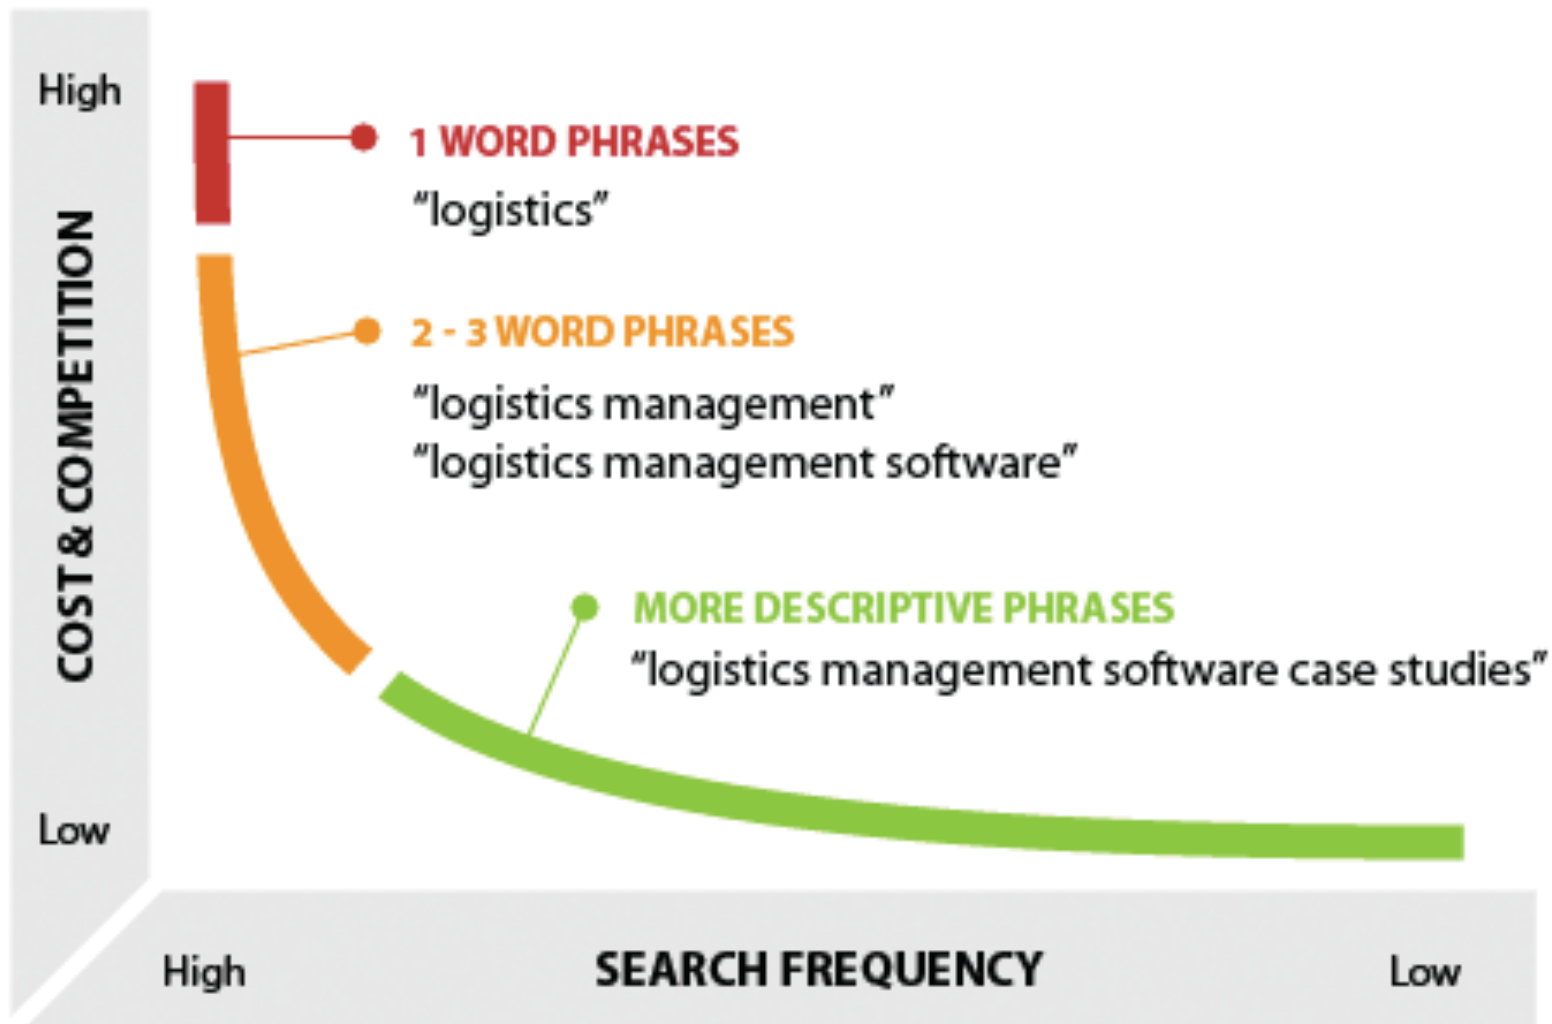 High
COST & COMPETITION
Low
1 WORD PHRASES
“logistics”
2 - 3 WORD PHRASES
“logistics management”
“logistics management software”
MORE DESCRIPTIVE PHRASES
“logistics management software case studies”
High
SEARCH FREQUENCY
Low